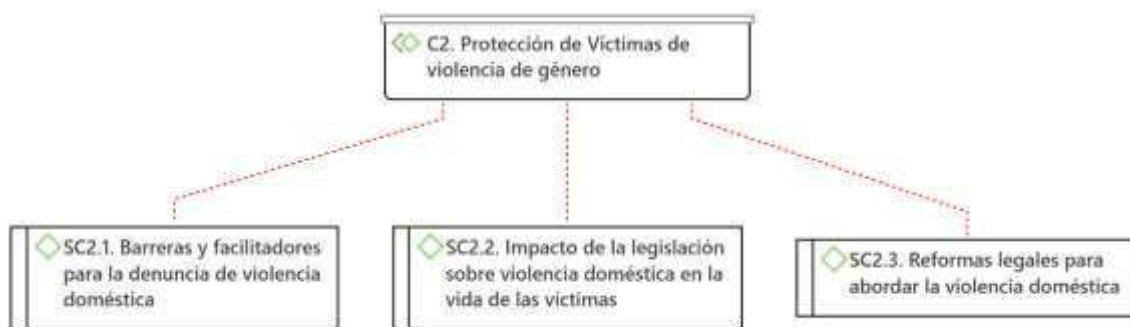 C2. Protección de Víctimas de
violencia de género
SC2.1. Barreras y facilitadores
para la denuncia de violencia
doméstica
SC2.2. Impacto de la legislación
sobre violencia doméstica en la
vida de las víctimas
SC2.3. Reformas legales para
abordar la violencia doméstica